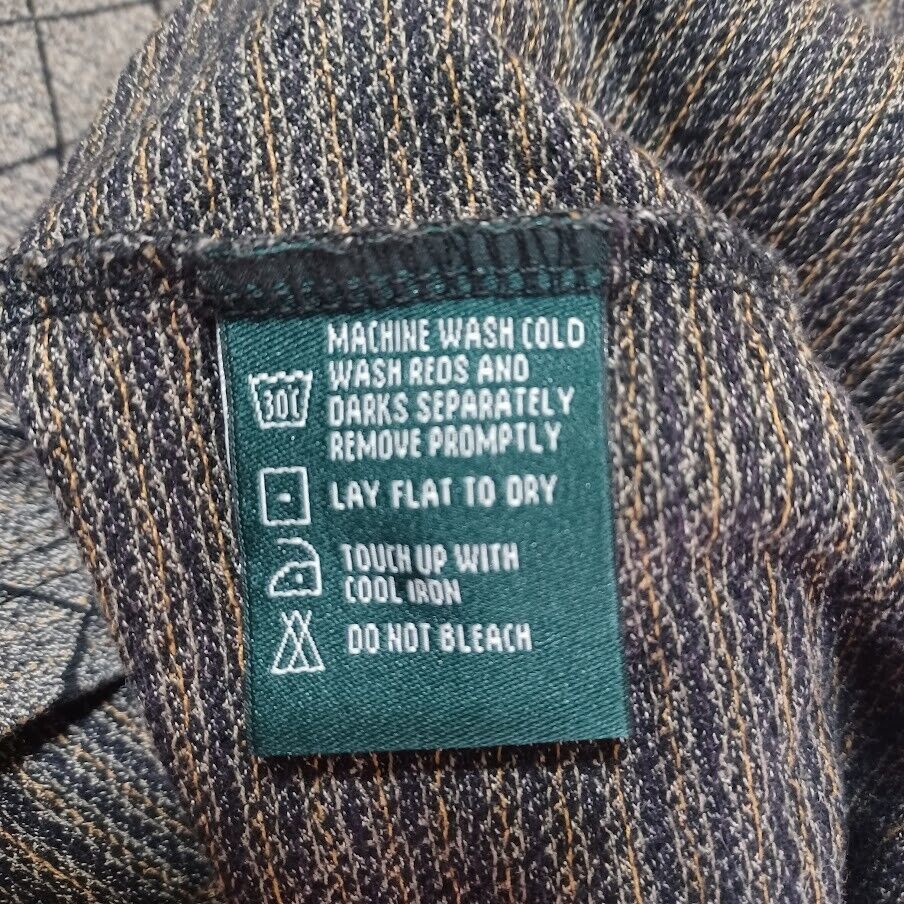 MACHINE WASH COLD
WASH REDS AND
DARKS SEPARATELY
REMOVE PROMPTLY
30C
LAY FLAT TO DRY
TOUCH UP WITH
COOL IRON
DO NOT BLEACH